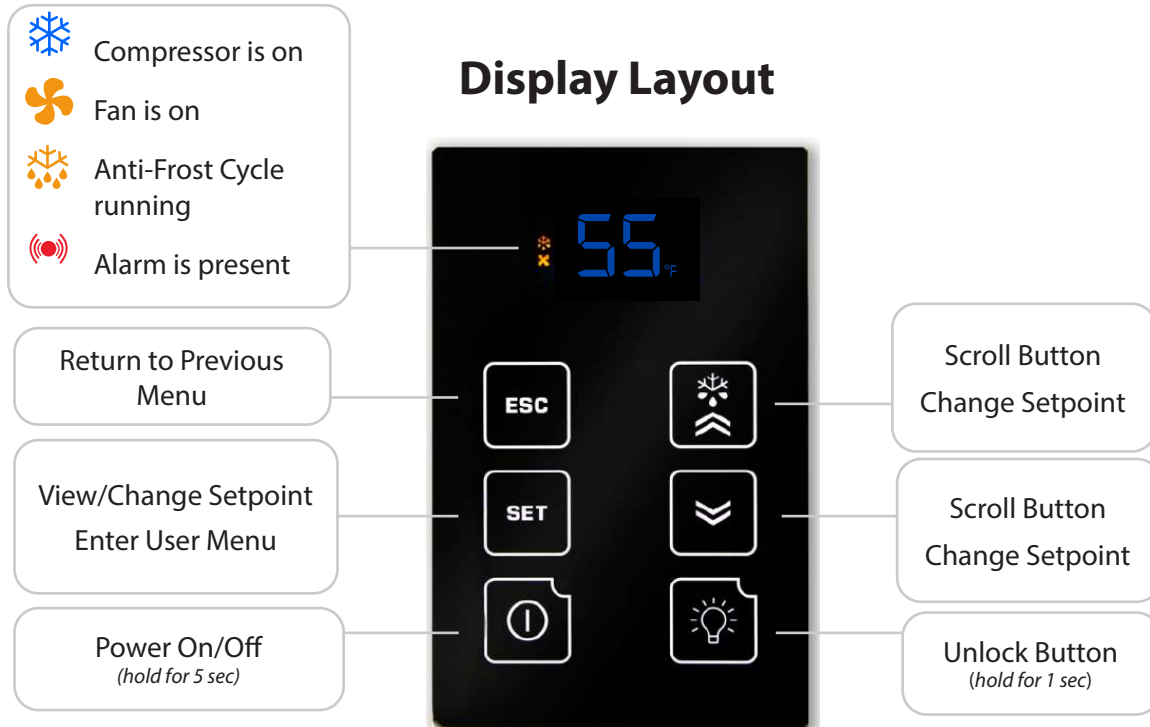 Compressor is on
Fan is on
Anti-Frost Cycle
running
Alarm is present
Display Layout
55 °F
Return to Previous
Menu
ESC
Scroll Button
Change Setpoint
View/Change Setpoint
Enter User Menu
SET
Scroll Button
Change Setpoint
Power On/Off
(hold for 5 sec)
Unlock Button
(hold for 1 sec)